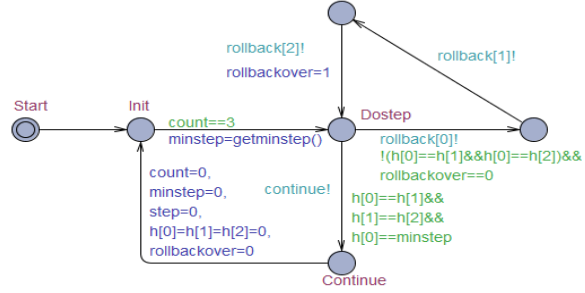 rollback[2]!
rollback[1]!
rollbackover=1
Start
Init
Dostep
count==3
minstep=getminstep()
rollback[0]!
!(h[0]==h[1]&&h[0]==h[2])&&
rollbackover==0
count=0,
minstep=0,
step=0,
h[0]=h[1]=h[2]=0,
rollbackover=0
continue!
h[0]==h[1]&&
h[1]==h[2]&&
h[0]==minstep
Continue